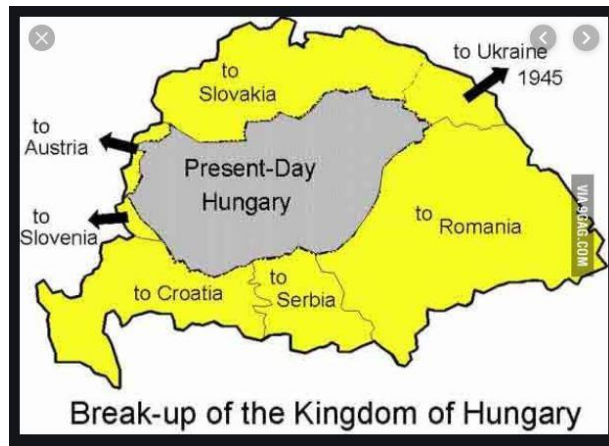 to
Slovakia
to Ukraine
1945
to
Austria
Present-Day
Hungary
to
Slovenia
to
Romania
to Croatia
to
Serbia
VIA 9GAG.COM
Break-up of the Kingdom of Hungary